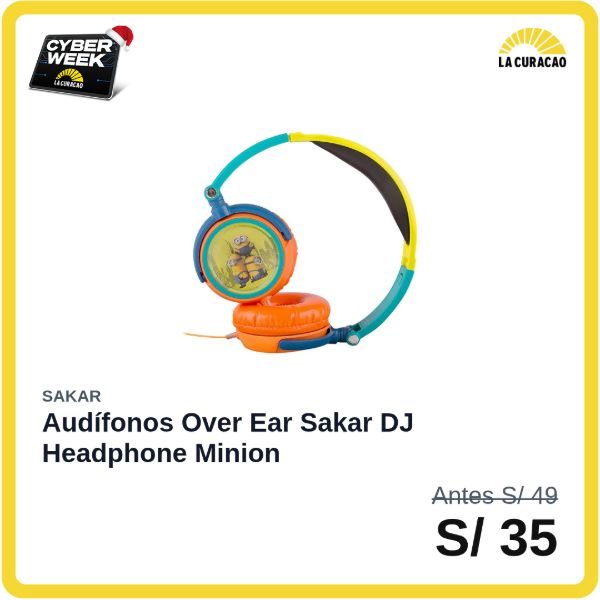 CYBER
WEEK
LA CURACAO
LA CURACAO
SAKAR
Audífonos Over Ear Sakar DJ
Headphone Minion
Antes S/ 49
S/ 35